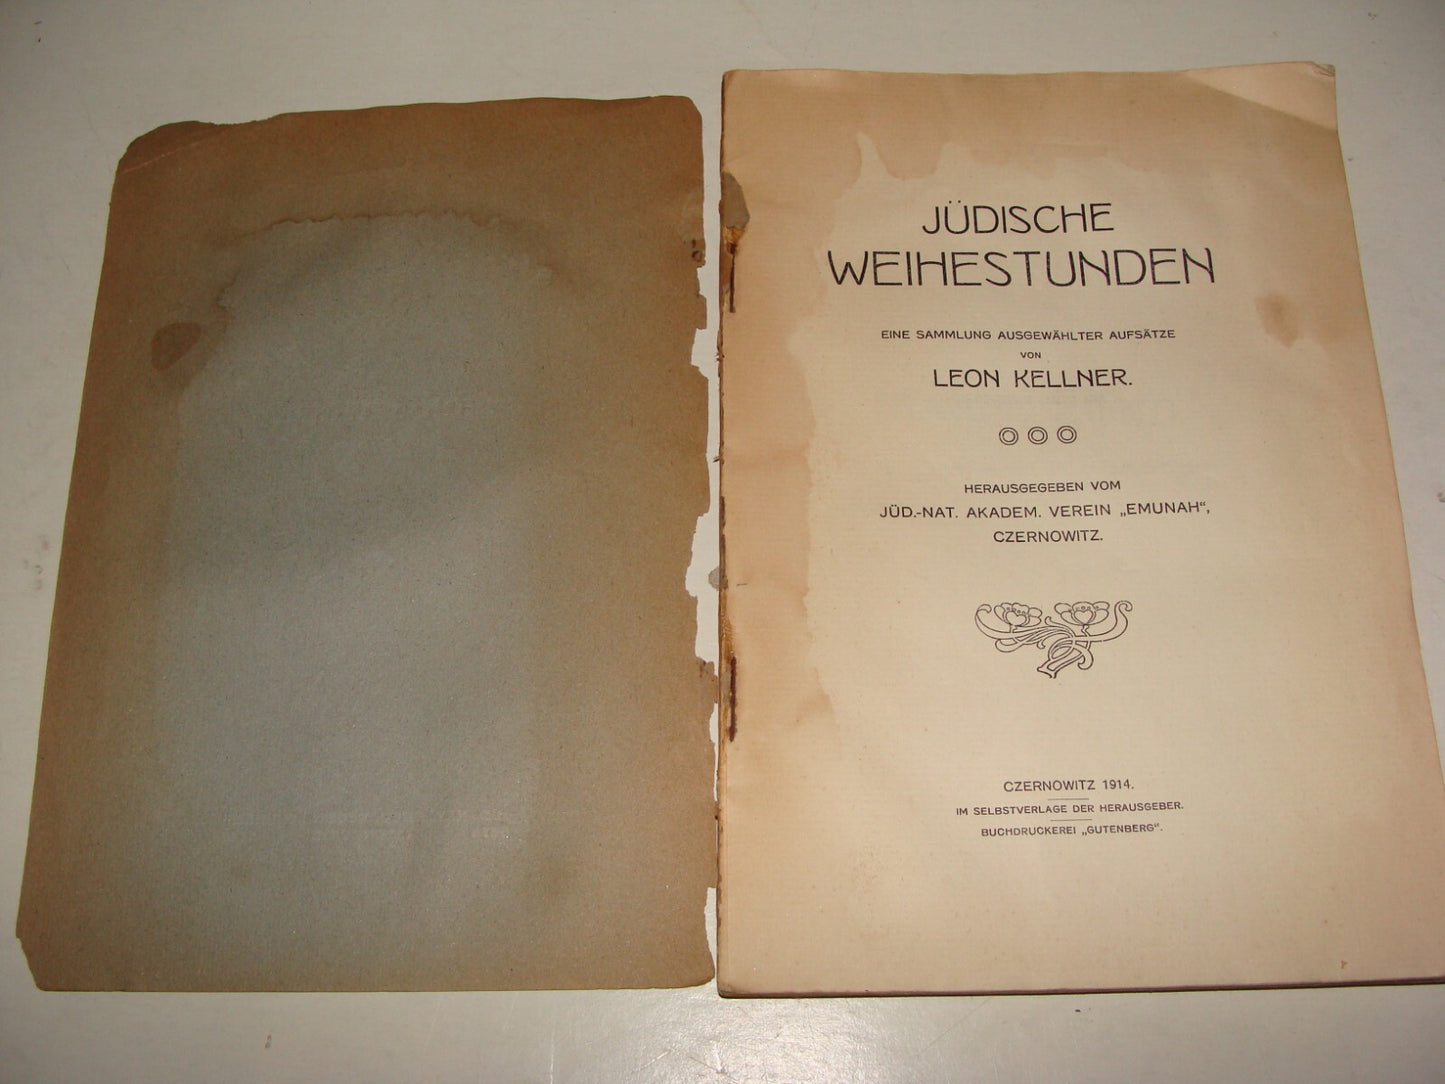 JÜDISCHE
WEIHESTUNDEN
EINE SAMMLUNG AUSGEWÄHLTER AUFSÄTZE
VON
LEON KELLNER.
HERAUSGEGEBEN VOM
JÜD.-NAT. AKADEM. VEREIN „EMUNAH“,
CZERNOWITZ.
CZERNOWITZ 1914.
IM SELBSTVERLAGE DER HERAUSGEBER.
BUCHDRUCKEREI „GUTENBERG“.